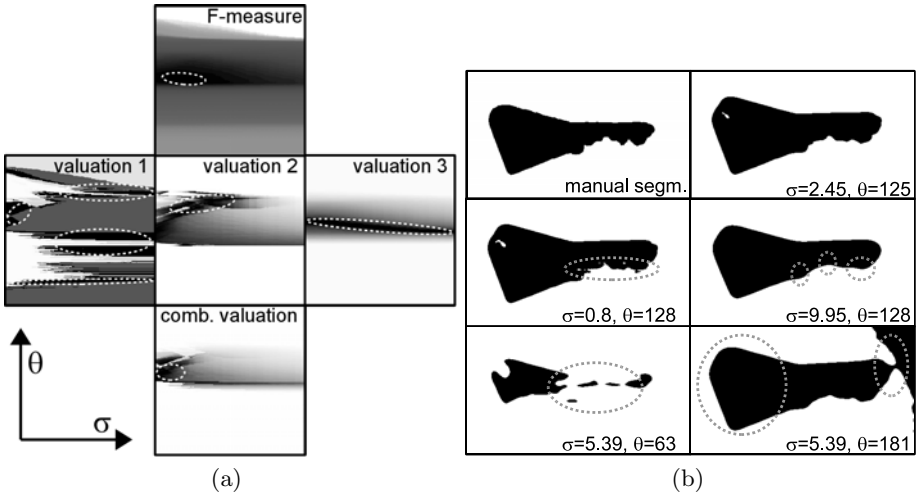 F-measure
valuation 1
valuation 2
valuation 3
comb. valuation
θ
σ
(a)
manual segm.
σ=2.45, θ=125
σ=0.8, θ=128
σ=9.95, θ=128
σ=5.39, θ=63
σ=5.39, θ=181
(b)